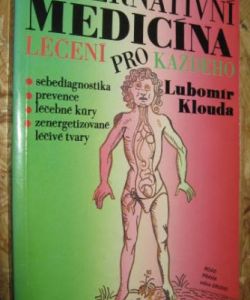 ERNATIVNÍ
MEDICÍNA
LÉČENÍ PRO KAŽDÉHO
• sebediagnostika
• prevence
• léčebné kúry
• zenergetizované
léčivé tvary
Lubomír
Klouda